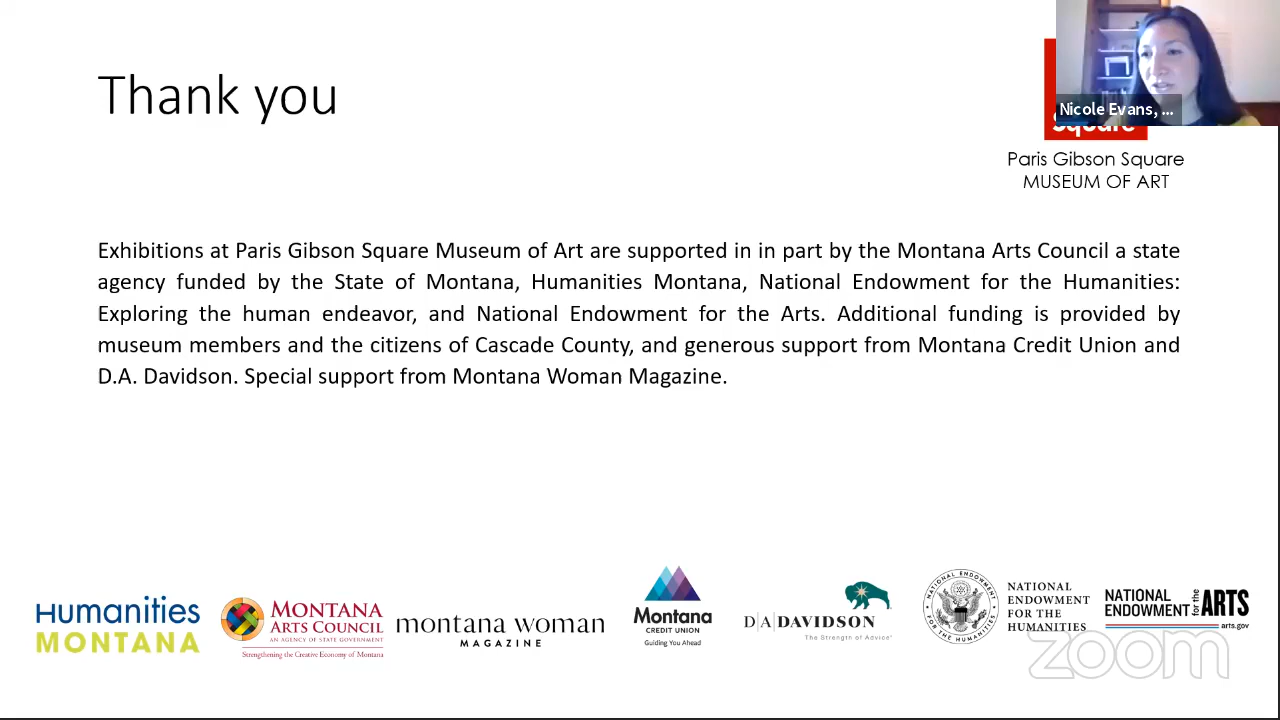 Thank you
Nicole Evans, ...
Square
Paris Gibson Square
MUSEUM OF ART
Exhibitions at Paris Gibson Square Museum of Art are supported in in part by the Montana Arts Council a state
agency funded by the State of Montana, Humanities Montana, National Endowment for the Humanities:
Exploring the human endeavor, and National Endowment for the Arts. Additional funding is provided by
museum members and the citizens of Cascade County, and generous support from Montana Credit Union and
D.A. Davidson. Special support from Montana Woman Magazine.
Humanities
MONTANA
MONTANA
ARTS COUNCIL
AN AGENCY OF STATE GOVERNMENT
Strengthening the Creative Economy of Montana
montana woman
MAGAZINE
Montana
CREDIT UNION
Guiding You Ahead
D|A|DAVIDSON
The Strength of Advice®
NATIONAL ENDOWMENT
FOR THE HUMANITIES
NATIONAL
ENDOWMENT
FOR THE
HUMANITIES
NATIONAL
ENDOWMENT
for the
ARTS
arts.gov
zoom